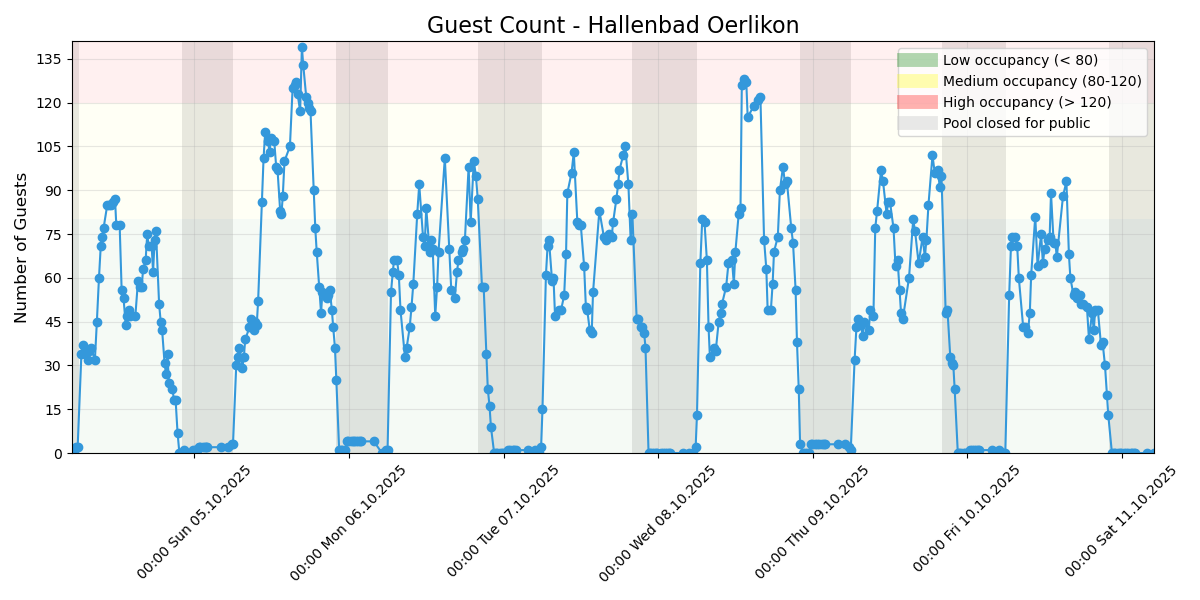 Guest Count - Hallenbad Oerlikon
Low occupancy (< 80)
Medium occupancy (80-120)
High occupancy (> 120)
Pool closed for public
Number of Guests
135
120
105
90
75
60
45
30
15
0
00:00 Sun 05.10.2025
00:00 Mon 06.10.2025
00:00 Tue 07.10.2025
00:00 Wed 08.10.2025
00:00 Thu 09.10.2025
00:00 Fri 10.10.2025
00:00 Sat 11.10.2025